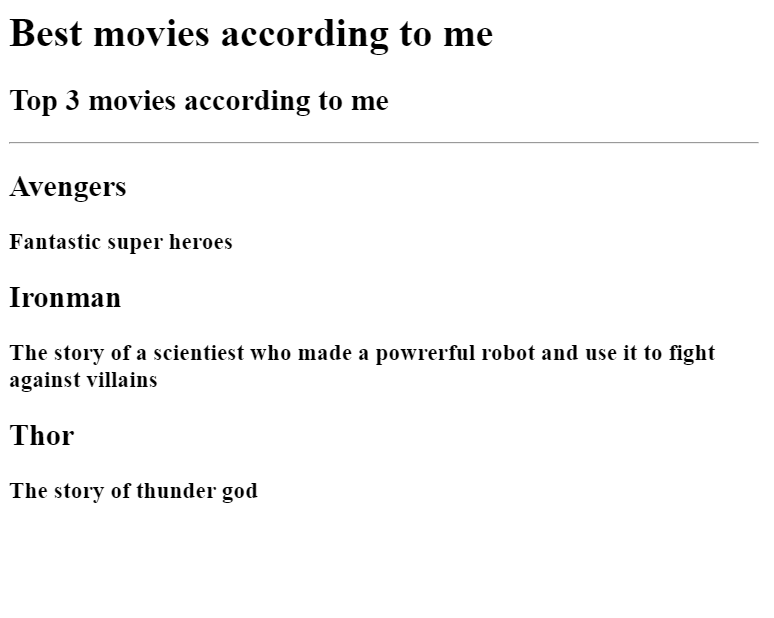 Best movies according to me
Top 3 movies according to me
Avengers
Fantastic super heroes
Ironman
The story of a scientiest who made a powrerful robot and use it to fight
against villains
Thor
The story of thunder god